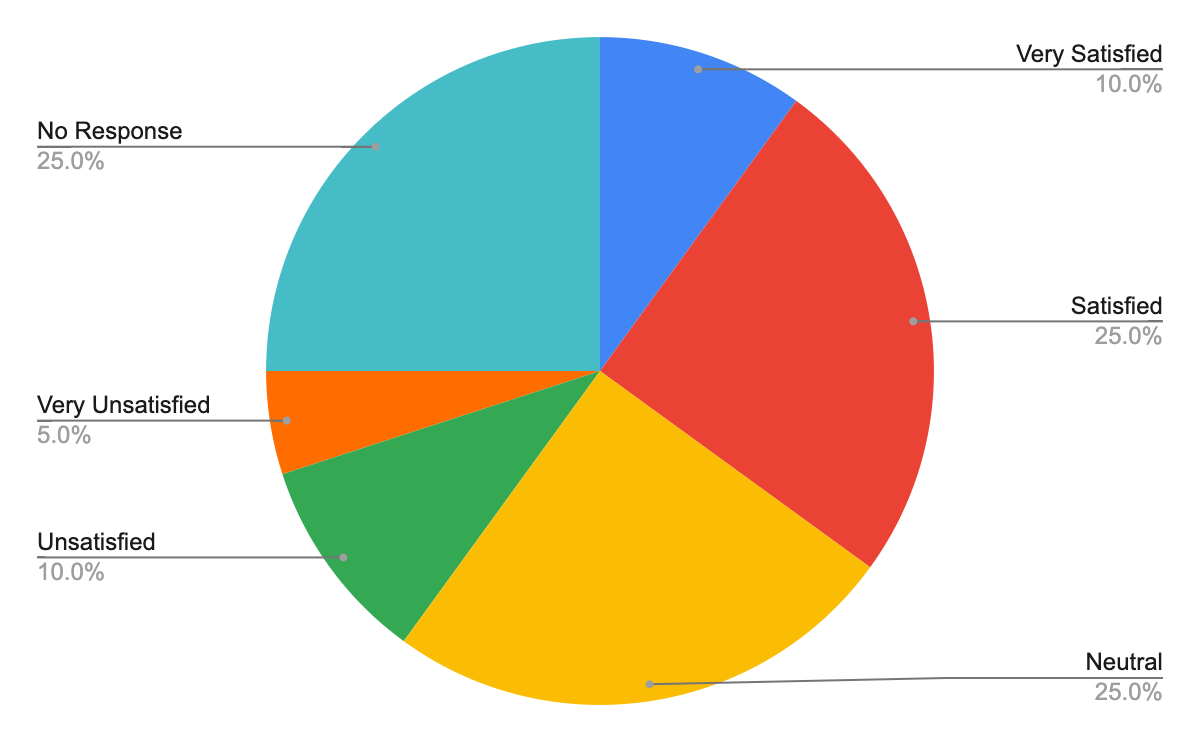 Very Satisfied
10.0%
No Response
25.0%
Satisfied
25.0%
Very Unsatisfied
5.0%
Unsatisfied
10.0%
Neutral
25.0%